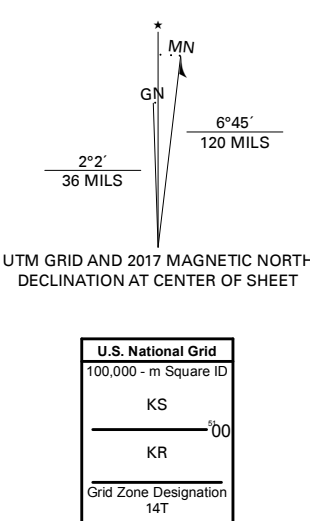 ★
MN
GN
6°45´
120 MILS
2°2´
36 MILS
UTM GRID AND 2017 MAGNETIC NORTH
DECLINATION AT CENTER OF SHEET
U.S. National Grid
100,000 - m Square ID
KS
5100
KR
Grid Zone Designation
14T